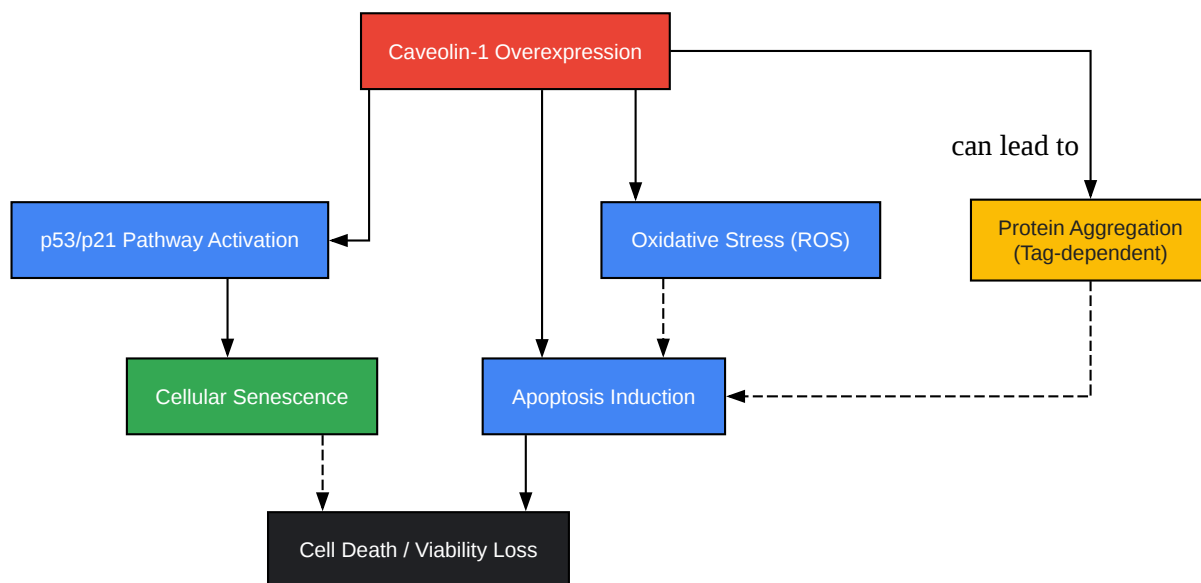 Caveolin-1 Overexpression
can lead to
p53/p21 Pathway Activation
Oxidative Stress (ROS)
Protein Aggregation
(Tag-dependent)
Cellular Senescence
Apoptosis Induction
Cell Death / Viability Loss